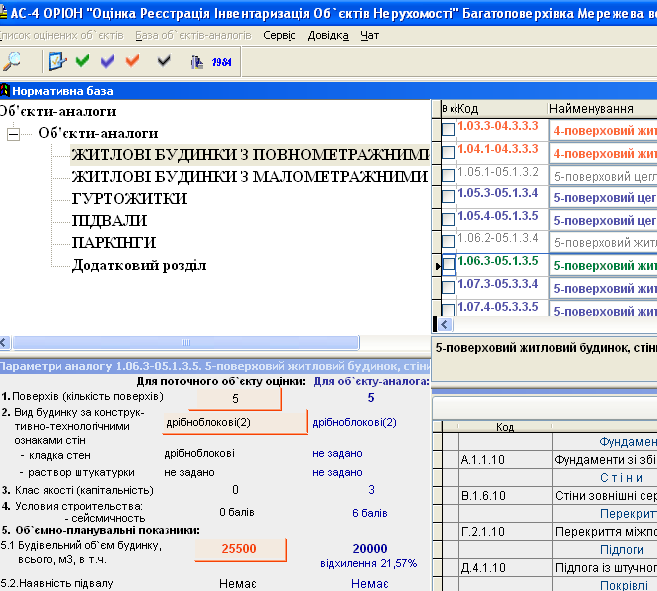 АС-4 ОРІОН "Оцінка Реєстрація Інвентаризація Об`єктів Нерухомості" Багатоповерхівка Мережева
список оцінених об`єктів База об`єктів-аналогів Сервіс Довідка Чат
1984
Нормативна база
Об'єкти-аналоги
Об'єкти-аналоги
ЖИТЛОВІ БУДИНКИ З ПОВНОМЕТРАЖНИМИ
ЖИТЛОВІ БУДИНКИ З МАЛОМЕТРАЖНИМИ
ГУРТОЖИТКИ
ПІДВАЛИ
ПАРКІНГИ
Додатковий розділ
Код Найменування
1.03.3-04.3.3.3 4-поверховий жит
1.04.1-04.3.3.3 4-поверховий жит
1.05.1-05.1.3.2 5-поверховий цегл
1.05.3-05.1.3.4 5-поверховий цег
1.05.4-05.1.3.5 5-поверховий цег
1.06.2-05.1.3.4 5-поверховий житл
1.06.3-05.1.3.5 5-поверховий жит
1.07.3-05.3.3.4 5-поверховий жит
1.07.4-05.3.3.5 5-поверховий жит
5-поверховий житловий будинок, стіни
Параметри аналогу 1.06.3-05.1.3.5. 5-поверховий житловий будинок, стіни
Для поточного об`єкту оцінки: Для об`єкту-аналога:
1. Поверхів (кількість поверхів) 5 5
2. Вид будинку за конструк-
тивно-технологічними дрібноблокові(2) дрібноблокові(2)
ознаками стін
- кладка стен дрібноблокові не задано
- раствор штукатурки не задано не задано
3. Клас якості (капітальність) 0 3
4. Условия строительства:
- сейсмичность 0 балів 6 балів
5. Об`ємно-планувальні показники:
5.1 Будівельний об`єм будинку, 25500 20000
всього, м3, в т.ч. відхилення 21,57%
5.2.Наявність підвалу Немає Немає
Код
Фундамен
А.1.1.10 Фундаменти зі збі
С т і н и
В.1.6.10 Стіни зовнішні сер
Перекритт
Г.2.1.10 Перекриття міжпо
Підлоги
Д.4.1.10 Підлога із штучног
Покрівлі